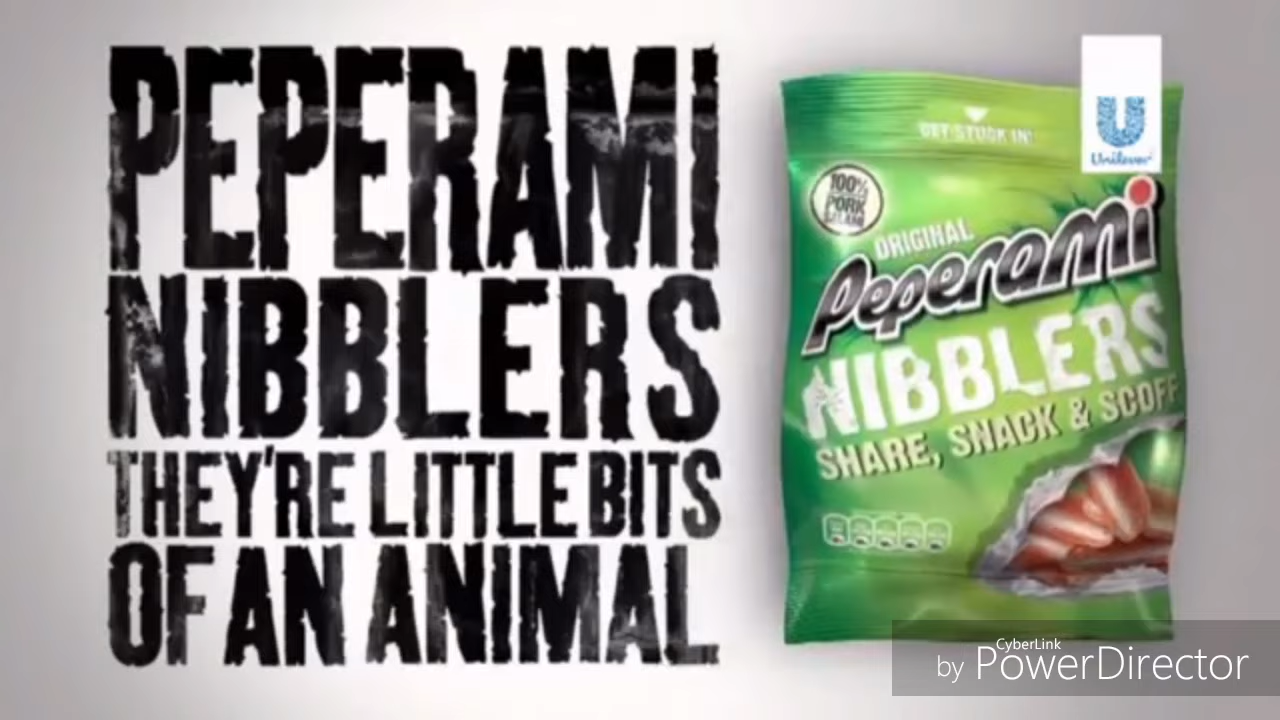 PEPERAMI
NIBBLERS
THEY'RE LITTLE BITS
OF AN ANIMAL
GET STUCK IN!
U
Unilever
100%
PORK
SALAMI
ORIGINAL
Peperami
NIBBLERS
SHARE, SNACK & SCOFF
CyberLink
by PowerDirector